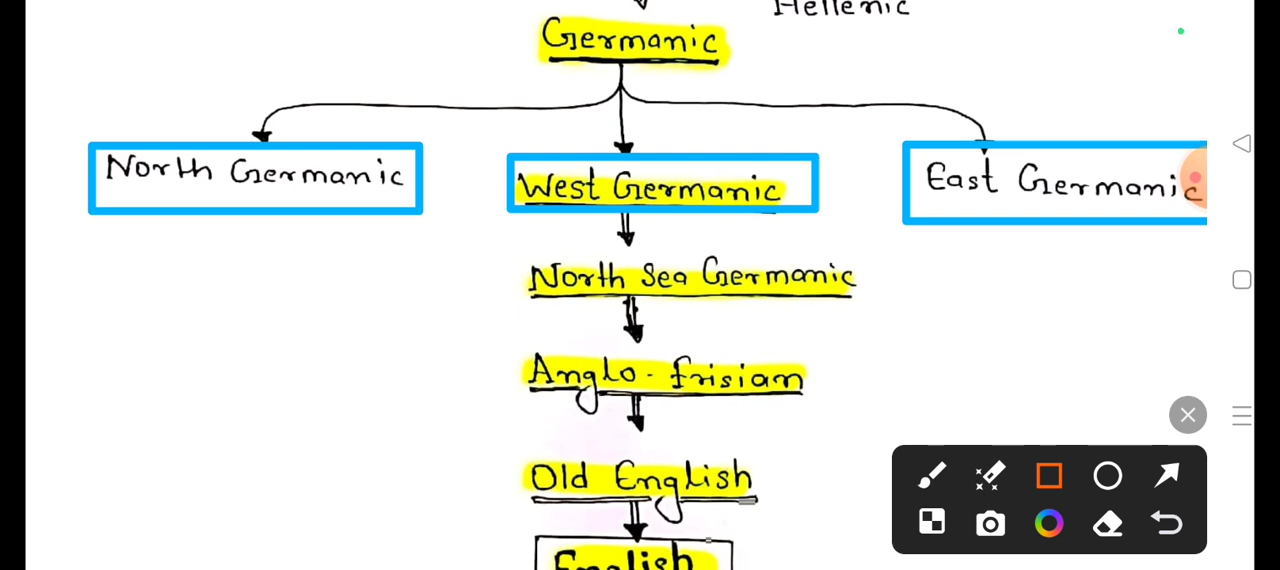 Hellenic
Germanic
North Germanic
West Germanic
East Germanic
North Sea Germanic
Anglo-frisian
Old English
English